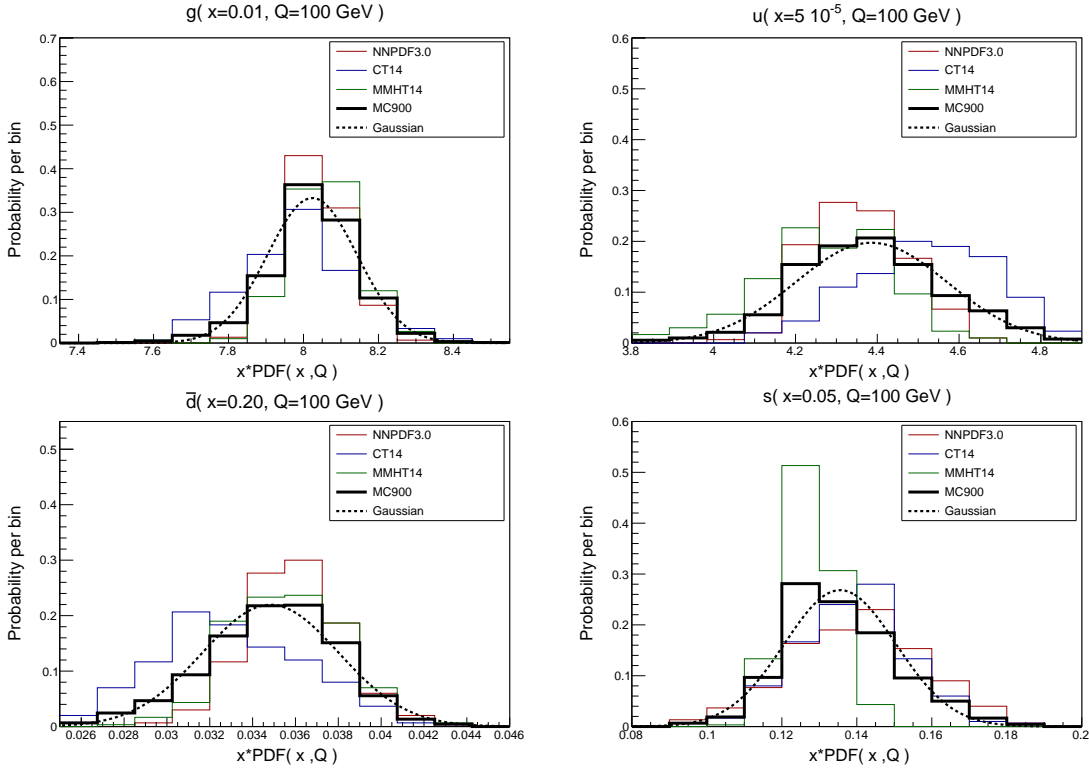 g( x=0.01, Q=100 GeV )
0.7
0.6
0.5
0.4
0.3
0.2
0.1
0
Probability per bin
NNPDF3.0
CT14
MMHT14
MC900
Gaussian
7.4 7.6 7.8 8 8.2 8.4
x*PDF( x ,Q )
u( x=5 10⁻⁵, Q=100 GeV )
0.6
0.5
0.4
0.3
0.2
0.1
0
Probability per bin
NNPDF3.0
CT14
MMHT14
MC900
Gaussian
3.8 4 4.2 4.4 4.6 4.8
x*PDF( x ,Q )
d̅( x=0.20, Q=100 GeV )
0.5
0.4
0.3
0.2
0.1
0
Probability per bin
NNPDF3.0
CT14
MMHT14
MC900
Gaussian
0.026 0.028 0.03 0.032 0.034 0.036 0.038 0.04 0.042 0.044 0.046
x*PDF( x ,Q )
s( x=0.05, Q=100 GeV )
0.7
0.6
0.5
0.4
0.3
0.2
0.1
0
Probability per bin
NNPDF3.0
CT14
MMHT14
MC900
Gaussian
0.08 0.1 0.12 0.14 0.16 0.18 0.2
x*PDF( x ,Q )